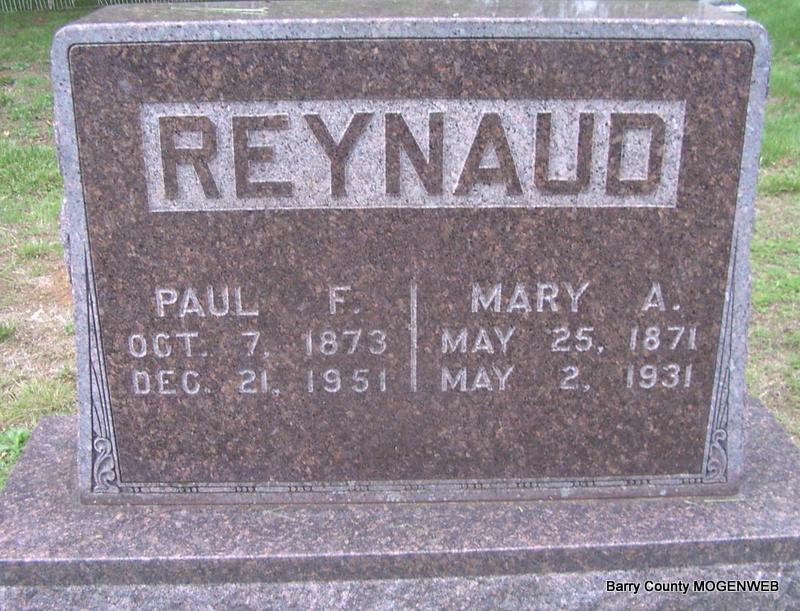 REYNAUD
PAUL F.
OCT. 7, 1873
DEC. 21, 1951
MARY A.
MAY 25, 1871
MAY 2, 1931
Barry County MOGENWEB